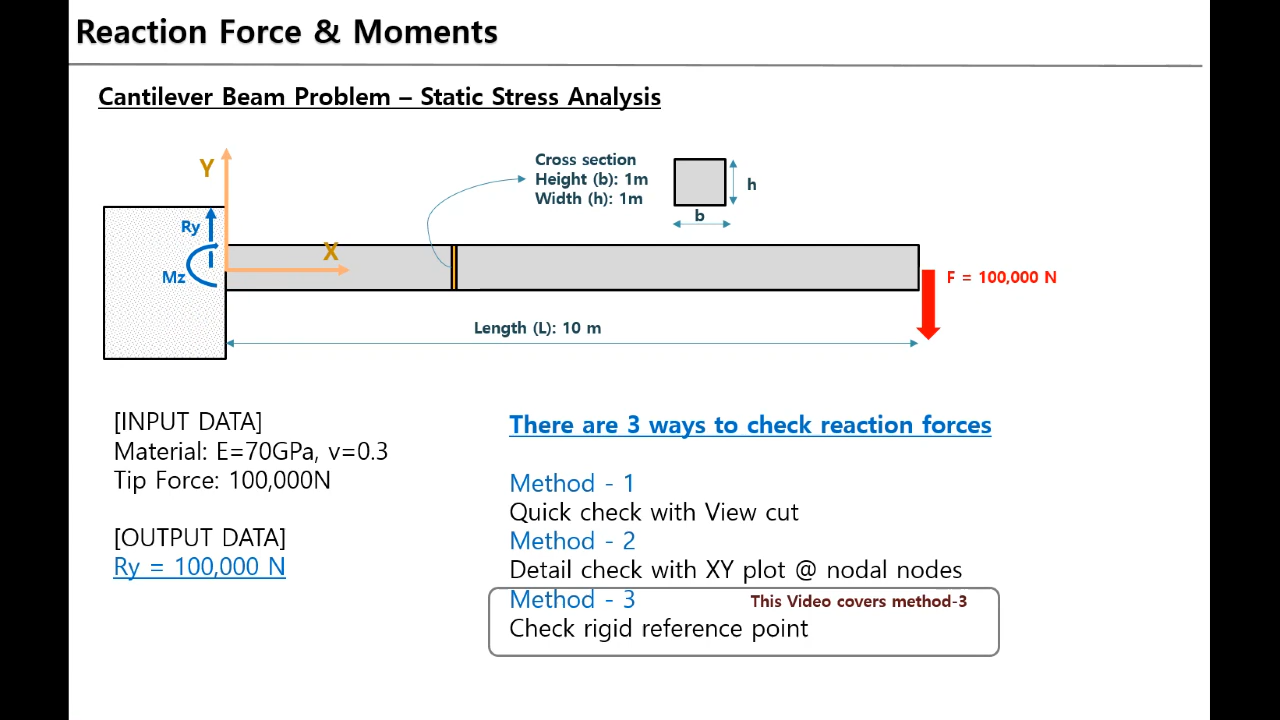 Reaction Force & Moments
Cantilever Beam Problem – Static Stress Analysis
Y
Cross section
Height (b): 1m
Width (h): 1m
h
b
Ry
X
Mz
F = 100,000 N
Length (L): 10 m
[INPUT DATA]
Material: E=70GPa, v=0.3
Tip Force: 100,000N
[OUTPUT DATA]
Ry = 100,000 N
There are 3 ways to check reaction forces
Method - 1
Quick check with View cut
Method - 2
Detail check with XY plot @ nodal nodes
Method - 3
This Video covers method-3
Check rigid reference point